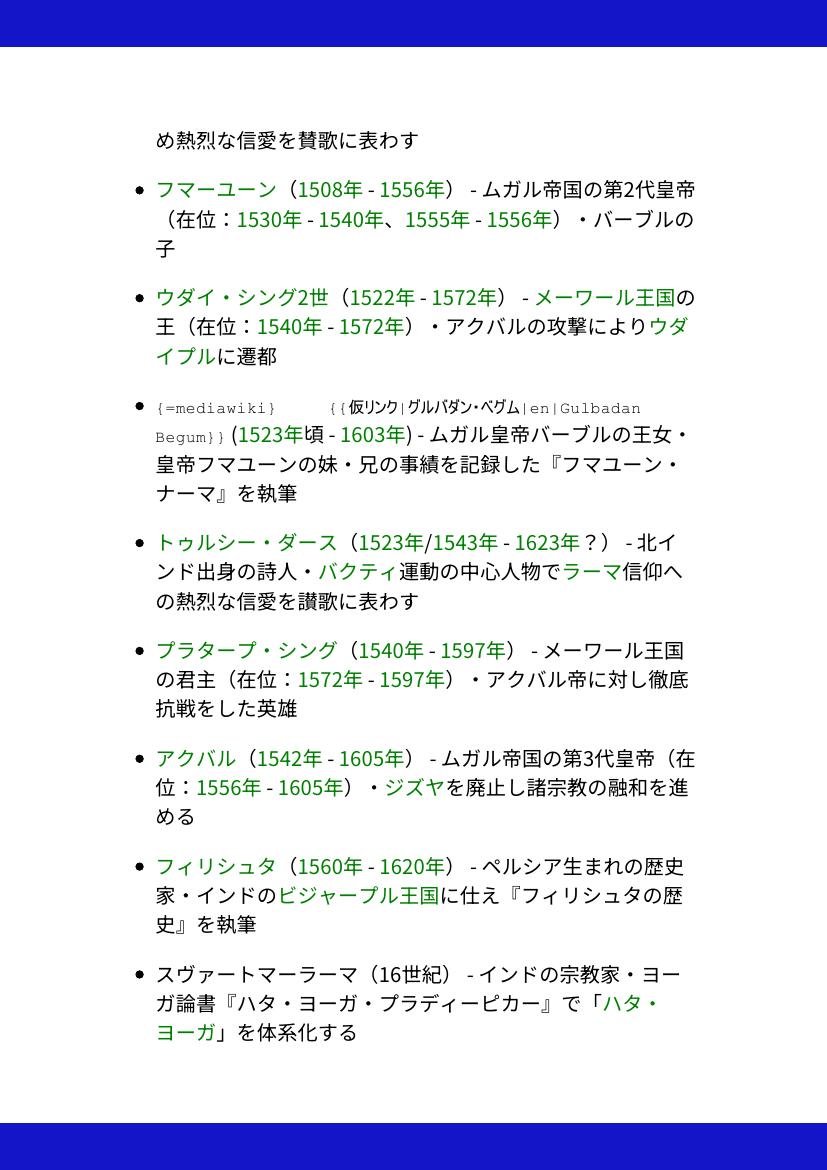 め熱烈な信愛を賛歌に表わす
フマーユーン（1508年 - 1556年） - ムガル帝国の第2代皇帝
（在位：1530年 - 1540年、1555年 - 1556年）・バーブルの
子
ウダイ・シング2世（1522年 - 1572年） - メーワール王国の
王（在位：1540年 - 1572年）・アクバルの攻撃によりウダ
イプルに遷都
{=mediawiki} {{仮リンク|グルバダン・ベグム|en|Gulbadan
Begum}} (1523年頃 - 1603年) - ムガル皇帝バーブルの王女・
皇帝フマユーンの妹・兄の事績を記録した『フマユーン・
ナーマ』を執筆
トゥルシー・ダース（1523年/1543年 - 1623年？） - 北イ
ンド出身の詩人・バクティ運動の中心人物でラーマ信仰へ
の熱烈な信愛を讃歌に表わす
プラタープ・シング（1540年 - 1597年） - メーワール王国
の君主（在位：1572年 - 1597年）・アクバル帝に対し徹底
抗戦をした英雄
アクバル（1542年 - 1605年） - ムガル帝国の第3代皇帝（在
位：1556年 - 1605年）・ジズヤを廃止し諸宗教の融和を進
める
フィリシュタ（1560年 - 1620年） - ペルシア生まれの歴史
家・インドのビジャープル王国に仕え『フィリシュタの歴
史』を執筆
スヴァートマーラーマ（16世紀） - インドの宗教家・ヨー
ガ論書『ハタ・ヨーガ・プラディーピカー』で「ハタ・
ヨーガ」を体系化する